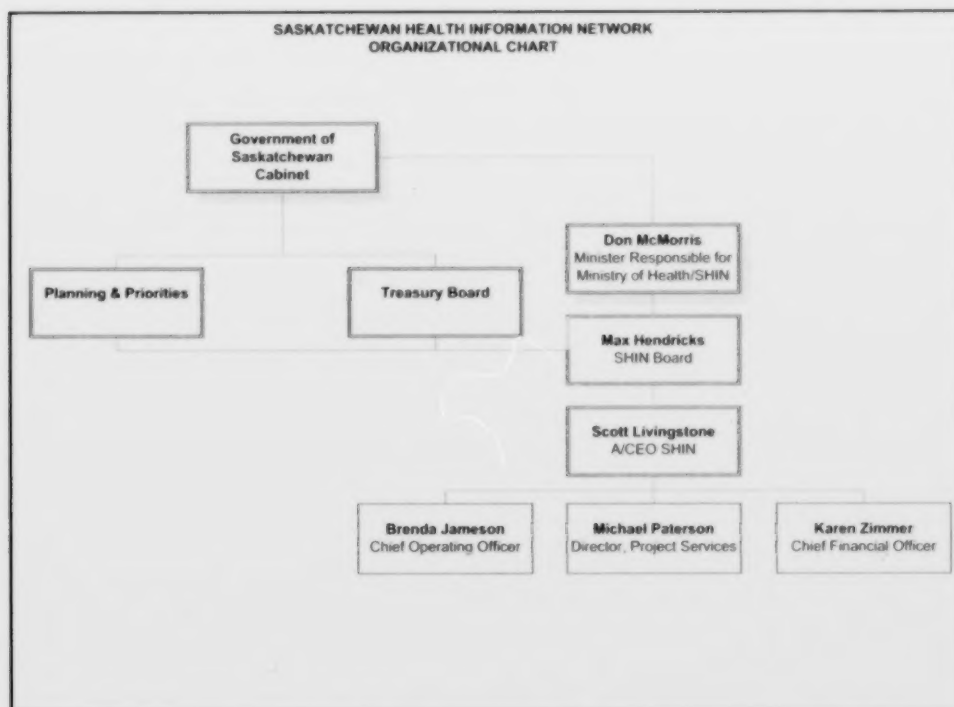 SASKATCHEWAN HEALTH INFORMATION NETWORK
ORGANIZATIONAL CHART
Government of
Saskatchewan
Cabinet
Don McMorris
Minister Responsible for
Ministry of Health/SHIN
Planning & Priorities
Treasury Board
Max Hendricks
SHIN Board
Scott Livingstone
A/CEO SHIN
Brenda Jameson
Chief Operating Officer
Michael Paterson
Director, Project Services
Karen Zimmer
Chief Financial Officer